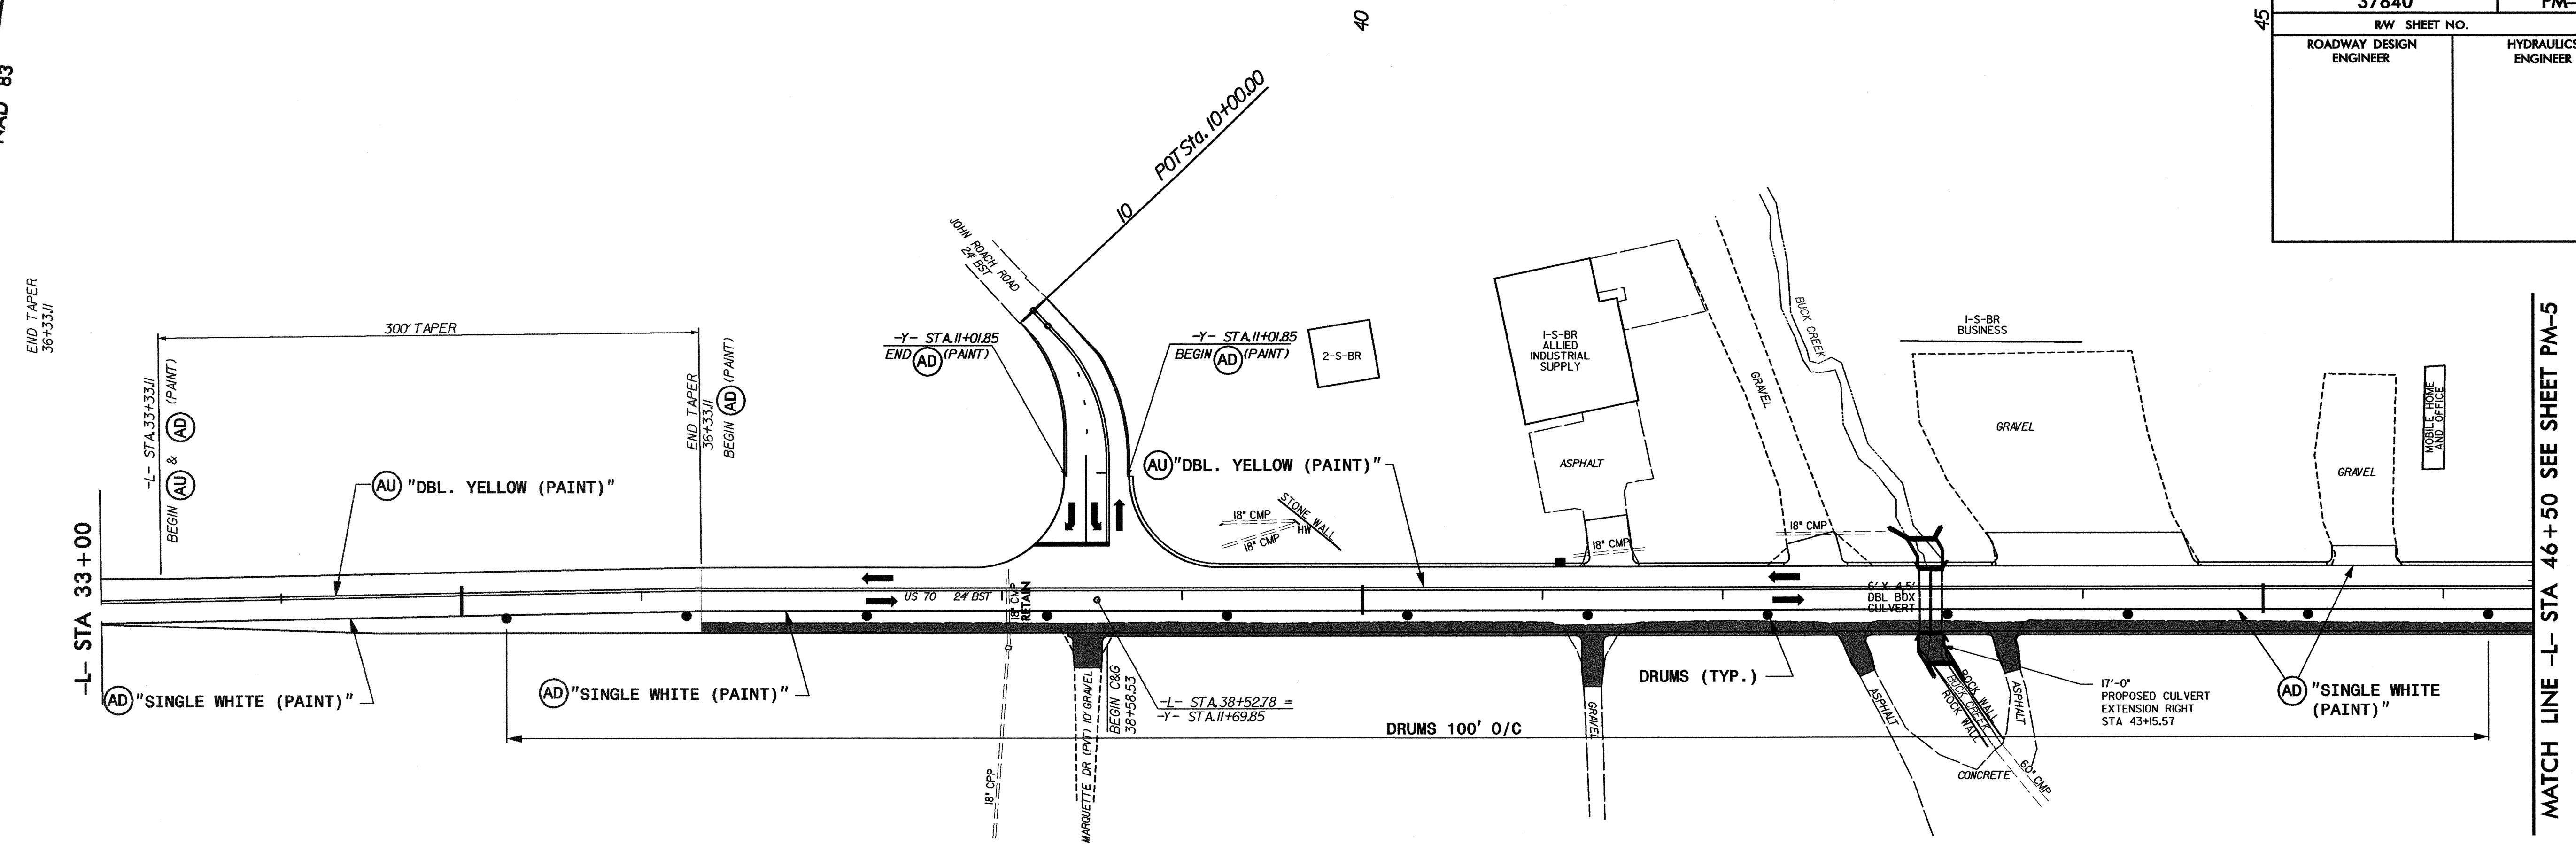 NAD 83
40
45
37840
PM-
R/W SHEET NO.
ROADWAY DESIGN
ENGINEER
HYDRAULICS
ENGINEER
END TAPER
36+33.11
-L- STA 33+00
-L- STA.33+33.11
BEGIN AU & AD (PAINT)
300' TAPER
END TAPER
36+33.11
BEGIN AD (PAINT)
AU "DBL. YELLOW (PAINT)"
AD "SINGLE WHITE (PAINT)"
AD "SINGLE WHITE (PAINT)"
JOHN ROACH ROAD
24' BST
10
POT Sta. 10+00.00
-Y- STA.11+01.85
END AD (PAINT)
-Y- STA.11+01.85
BEGIN AD (PAINT)
2-S-BR
AU "DBL. YELLOW (PAINT)"
18" CMP
18" CMP
HW
STONE WALL
US 70 24' BST
18" CMP
RETAIN
18" CPP
MARQUETTE DR (PVT) 10' GRAVEL
BEGIN C&G
38+58.53
-L- STA.38+52.78 =
-Y- STA.11+69.85
DRUMS 100' O/C
1-S-BR
ALLIED
INDUSTRIAL
SUPPLY
ASPHALT
18" CMP
GRAVEL
GRAVEL
BUCK CREEK
18" CMP
6' X 4.5'
DBL BOX
CULVERT
DRUMS (TYP.)
ASPHALT
ROCK WALL
BUCK CREEK
ROCK WALL
CONCRETE
60" CMP
ASPHALT
17'-0"
PROPOSED CULVERT
EXTENSION RIGHT
STA 43+15.57
1-S-BR
BUSINESS
GRAVEL
GRAVEL
MOBILE HOME
AND OFFICE
AD "SINGLE WHITE
(PAINT)"
MATCH LINE -L- STA 46+50 SEE SHEET PM-5